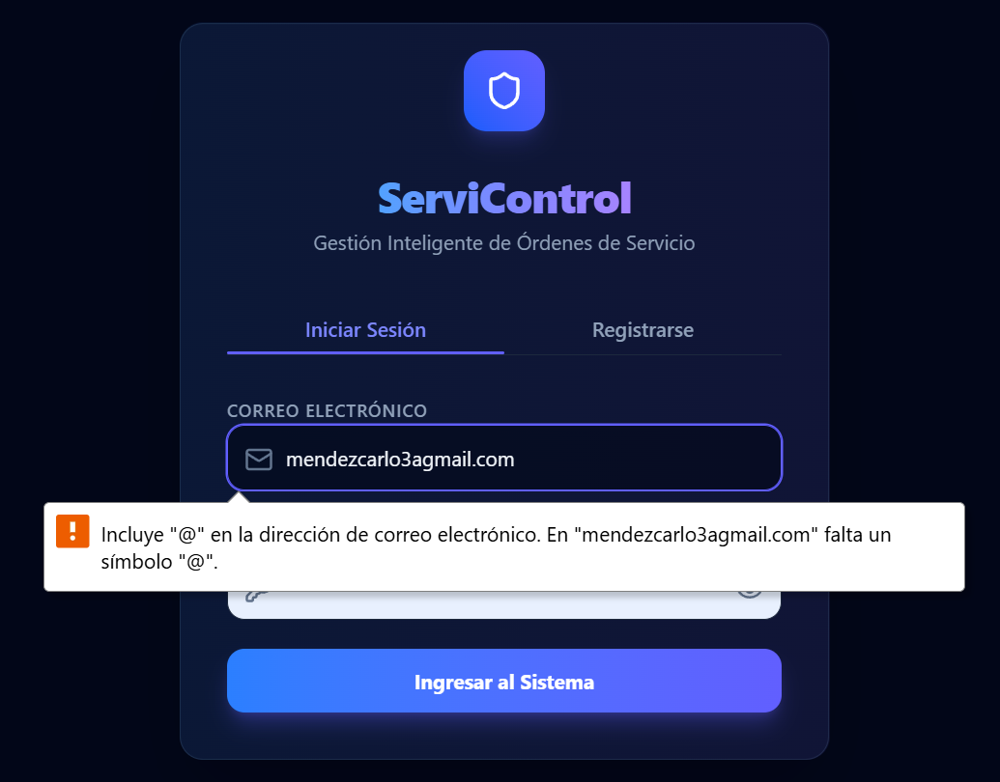 ServiControl
Gestión Inteligente de Órdenes de Servicio
Iniciar Sesión
Registrarse
CORREO ELECTRÓNICO
mendezcarlo3agmail.com
Incluye "@" en la dirección de correo electrónico. En "mendezcarlo3agmail.com" falta un
símbolo "@".
Ingresar al Sistema